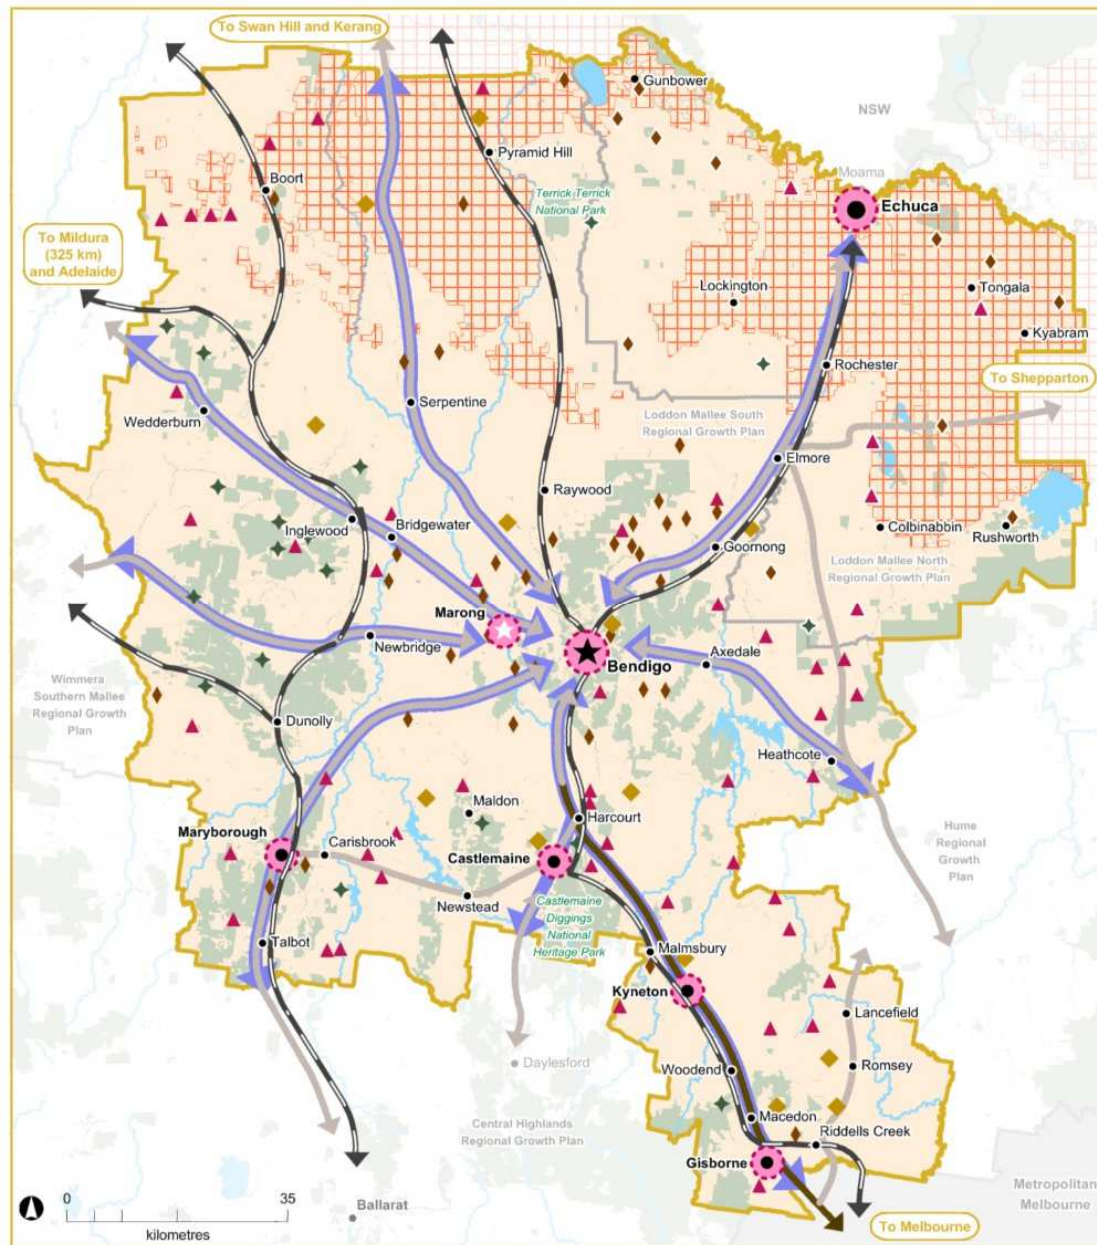 To Swan Hill and Kerang
Gunbower
NSW
Pyramid Hill
Moama
Boort
Terrick Terrick
National Park
Echuca
To Mildura
(325 km)
and Adelaide
Lockington
Tongala
Kyabram
Rochester
To Shepparton
Serpentine
Wedderburn
Loddon Mallee South
Regional Growth Plan
Elmore
Raywood
Inglewood
Bridgewater
Colbinabbin
Rushworth
Goornong
Loddon Mallee North
Regional Growth Plan
Marong
Newbridge
Bendigo
Axedale
Wimmera
Southern Mallee
Regional Growth
Plan
Dunolly
Heathcote
Maldon
Harcourt
Maryborough
Carisbrook
Castlemaine
Hume
Regional
Growth
Plan
Newstead
Castlemaine
Diggings
National
Heritage Park
Talbot
Malmsbury
Kyneton
Lancefield
Daylesford
Woodend
Romsey
Macedon
Central Highlands
Regional Growth Plan
Riddells Creek
Gisborne
Metropolitan
Melbourne
0 35
kilometres
Ballarat
To Melbourne